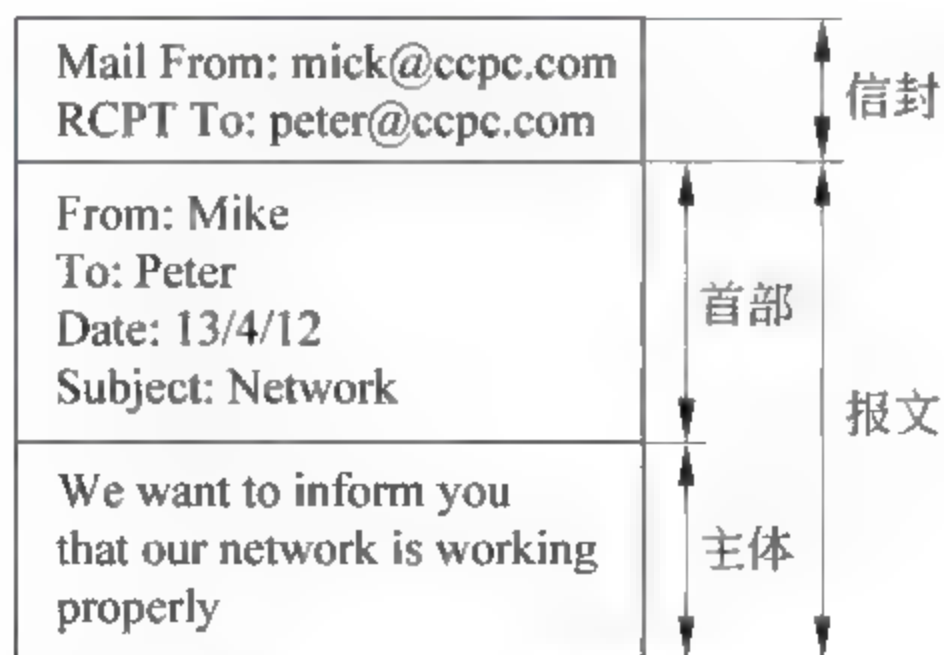 Mail From: mick@ccpc.com
RCPT To: peter@ccpc.com
信封
From: Mike
To: Peter
Date: 13/4/12
Subject: Network
首部
报文
We want to inform you
that our network is working
properly
主体